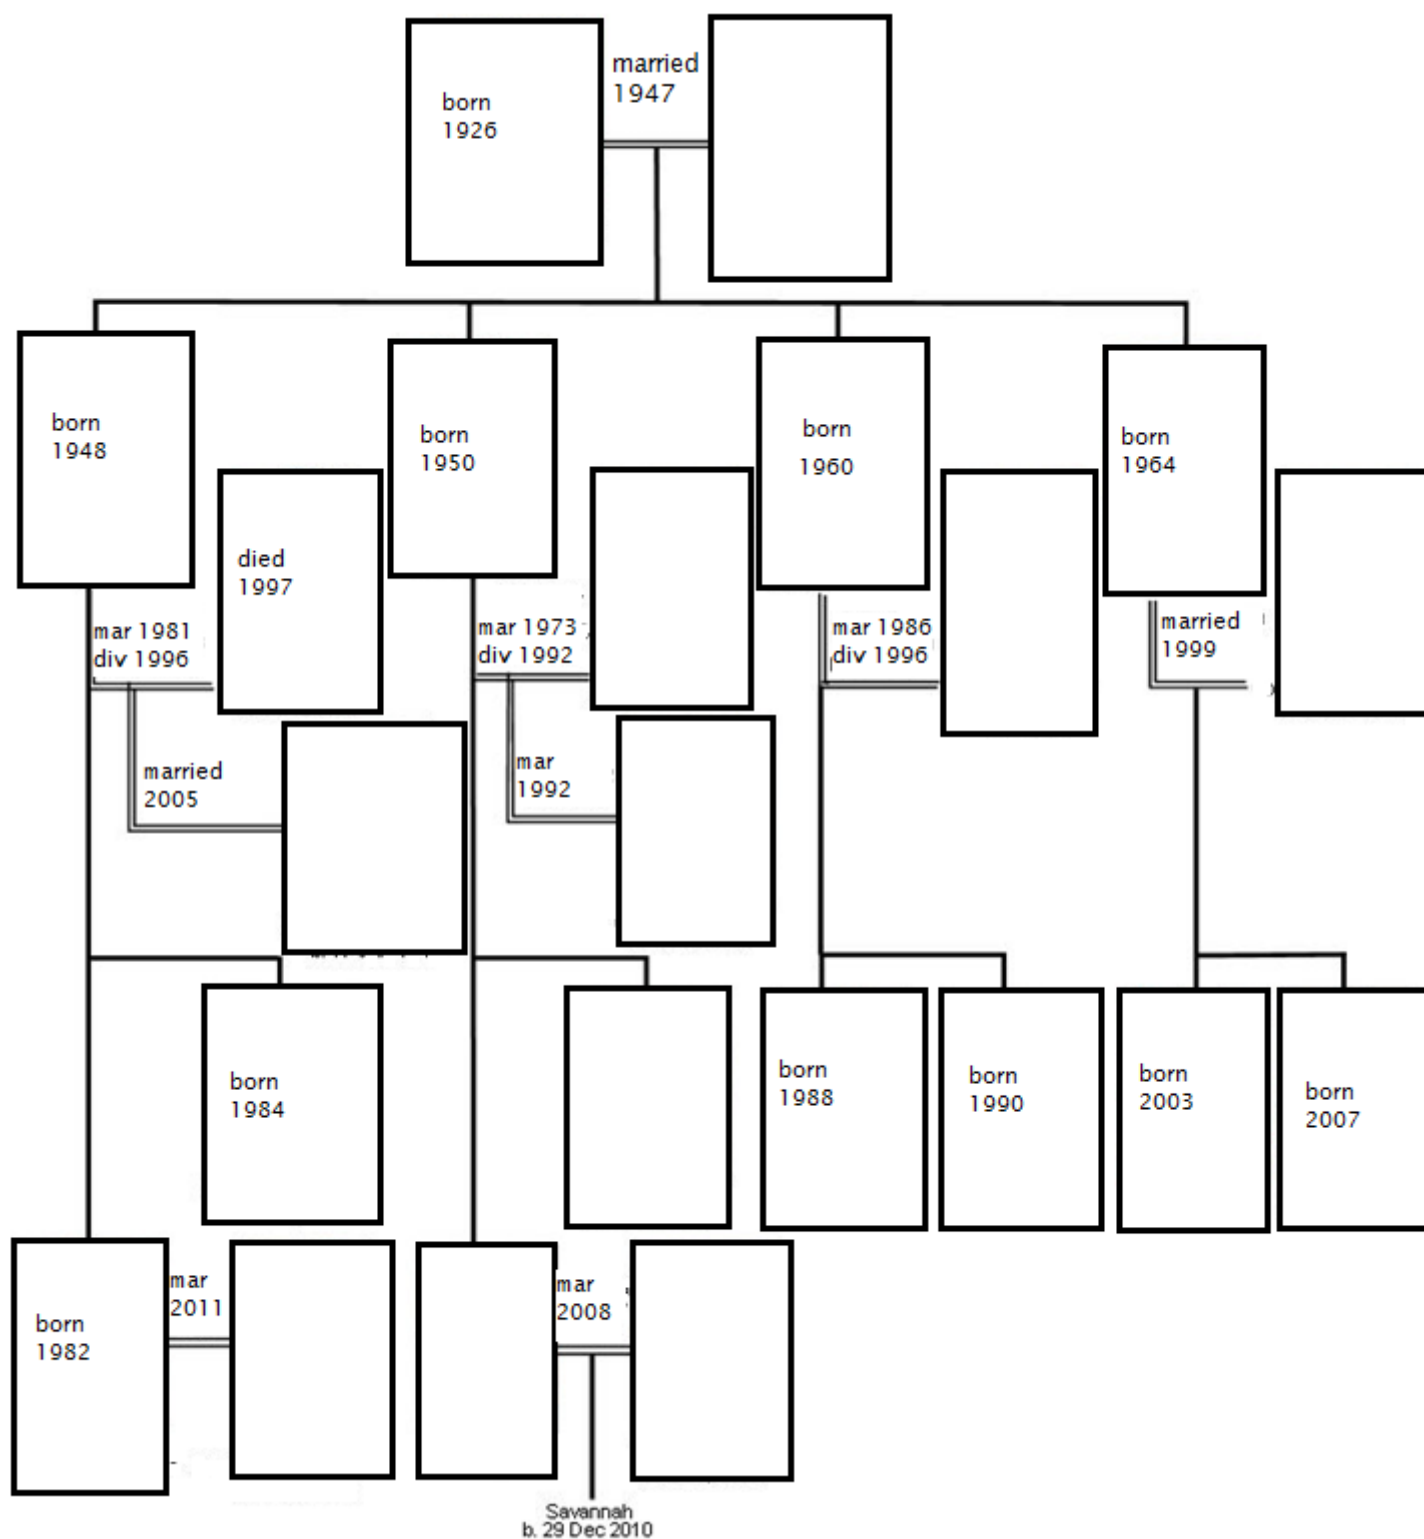 married
1947
born
1926
born
1948
born
1950
born
1960
born
1964
died
1997
mar 1981
div 1996
mar 1973
div 1992
mar 1986
div 1996
married
1999
married
2005
mar
1992
born
1984
born
1988
born
1990
born
2003
born
2007
mar
2011
mar
2008
born
1982
Savannah
b. 29 Dec 2010